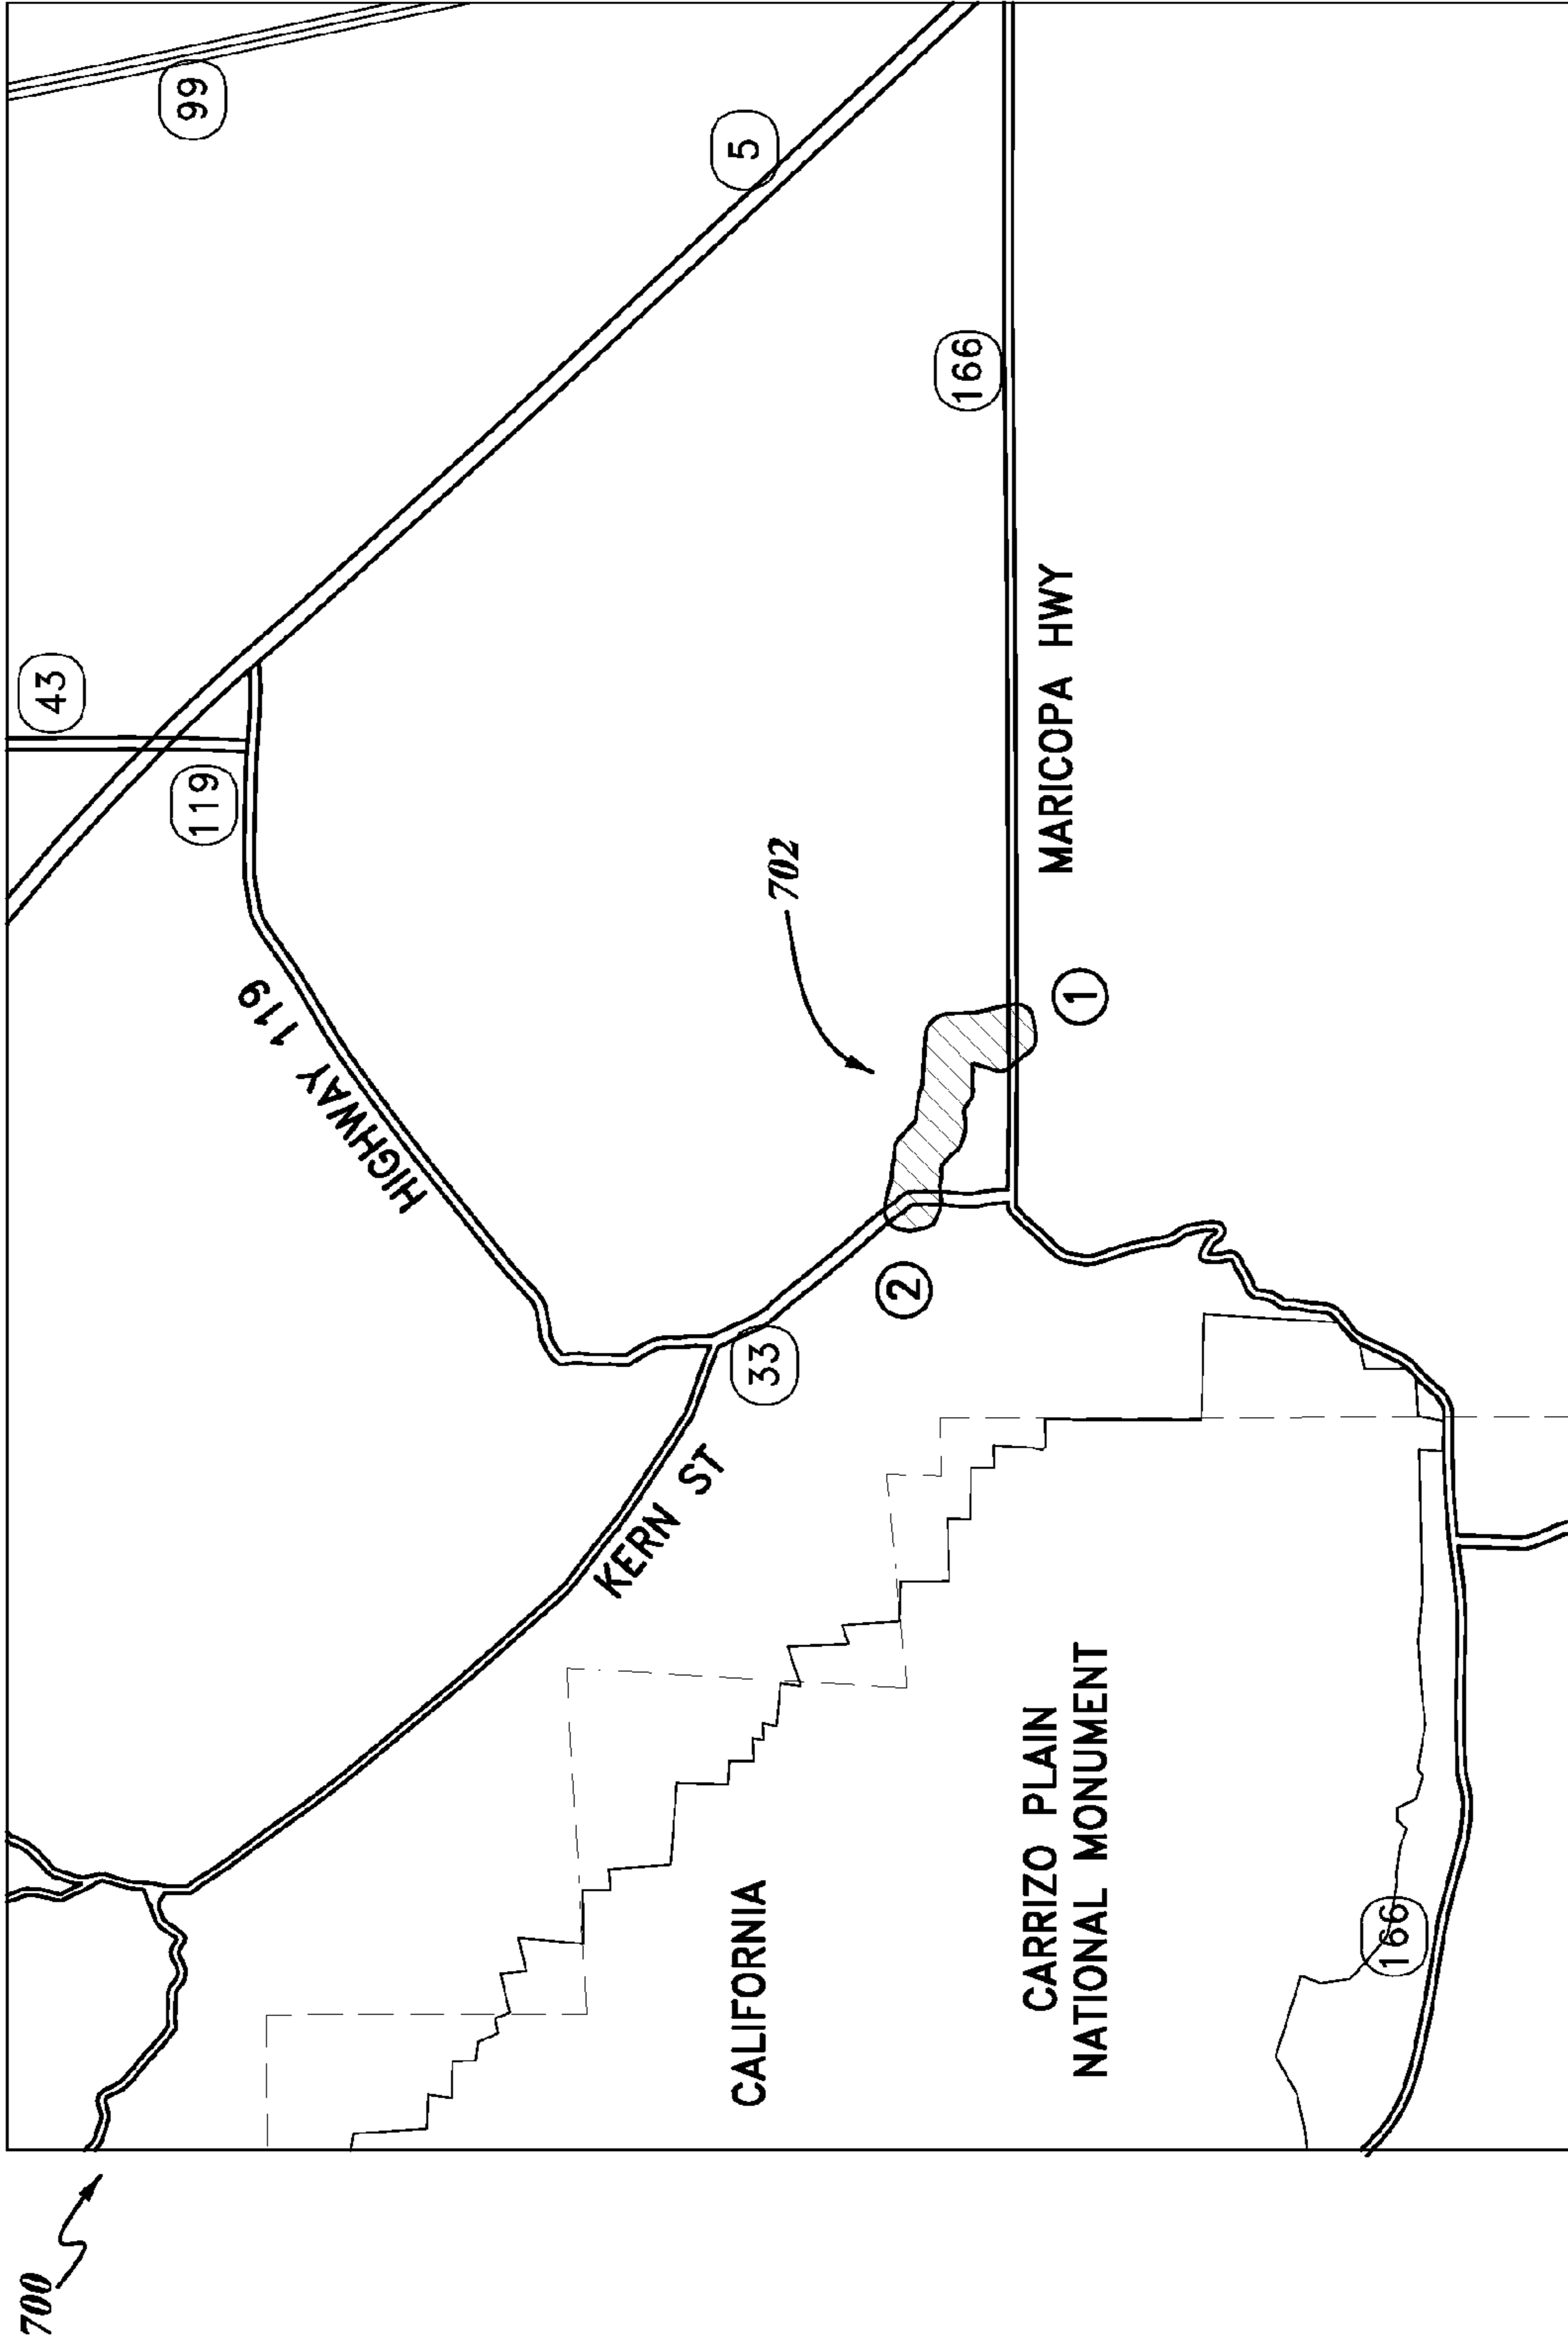 700
99
43
5
119
HIGHWAY 119
166
702
MARICOPA HWY
1
2
33
KERN ST
CALIFORNIA
CARRIZO PLAIN
NATIONAL MONUMENT
166